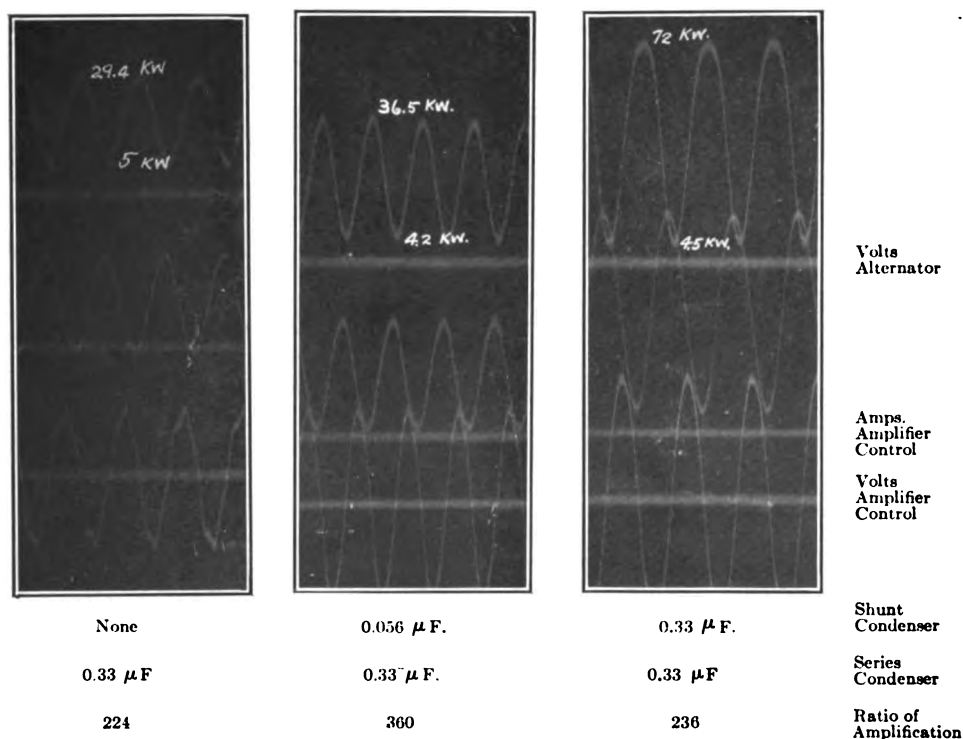 29.4 KW
5 KW
36.5 KW.
4.2 KW.
72 KW.
45 KW.
Volts
Alternator
Amps.
Amplifier
Control
Volts
Amplifier
Control
None 0.056 μF. 0.33 μF. Shunt
Condenser
0.33 μF 0.33 μF. 0.33 μF Series
Condenser
224 360 236 Ratio of
Amplification